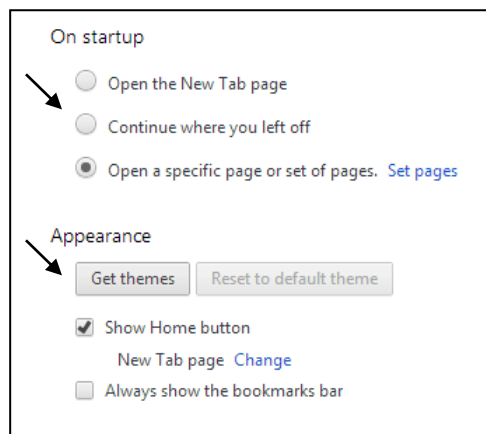 On startup
Open the New Tab page
Continue where you left off
Open a specific page or set of pages. Set pages
Appearance
Get themes Reset to default theme
Show Home button
New Tab page Change
Always show the bookmarks bar